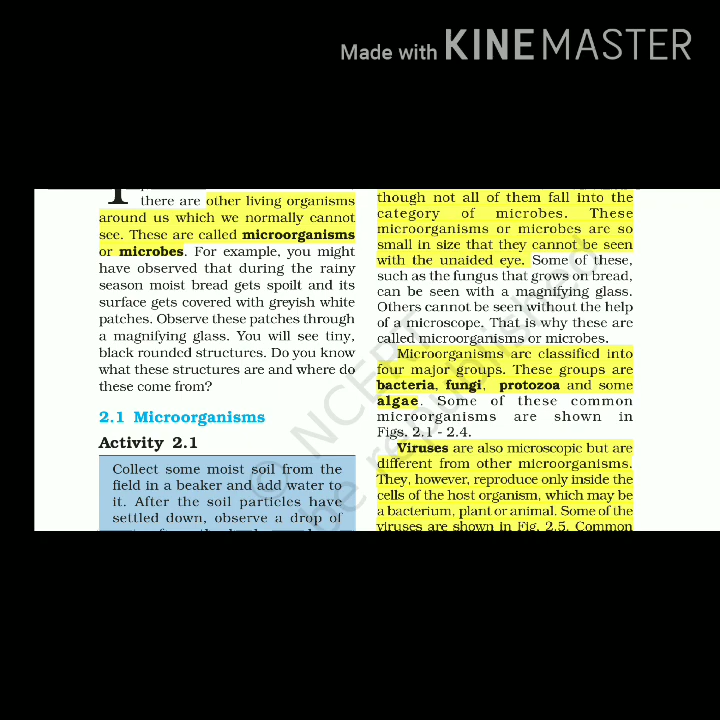 Made with KINEMASTER
there are other living organisms
around us which we normally cannot
see. These are called microorganisms
or microbes. For example, you might
have observed that during the rainy
season moist bread gets spoilt and its
surface gets covered with greyish white
patches. Observe these patches through
a magnifying glass. You will see tiny,
black rounded structures. Do you know
what these structures are and where do
these come from?
2.1 Microorganisms
Activity 2.1
Collect some moist soil from the
field in a beaker and add water to
it. After the soil particles have
settled down, observe a drop of
though not all of them fall into the
category of microbes. These
microorganisms or microbes are so
small in size that they cannot be seen
with the unaided eye. Some of these,
such as the fungus that grows on bread,
can be seen with a magnifying glass.
Others cannot be seen without the help
of a microscope. That is why these are
called microorganisms or microbes.
Microorganisms are classified into
four major groups. These groups are
bacteria, fungi, protozoa and some
algae. Some of these common
microorganisms are shown in
Figs. 2.1 - 2.4.
Viruses are also microscopic but are
different from other microorganisms.
They, however, reproduce only inside the
cells of the host organism, which may be
a bacterium, plant or animal. Some of the
viruses are shown in Fig. 2.5. Common
© NCERT
be republished